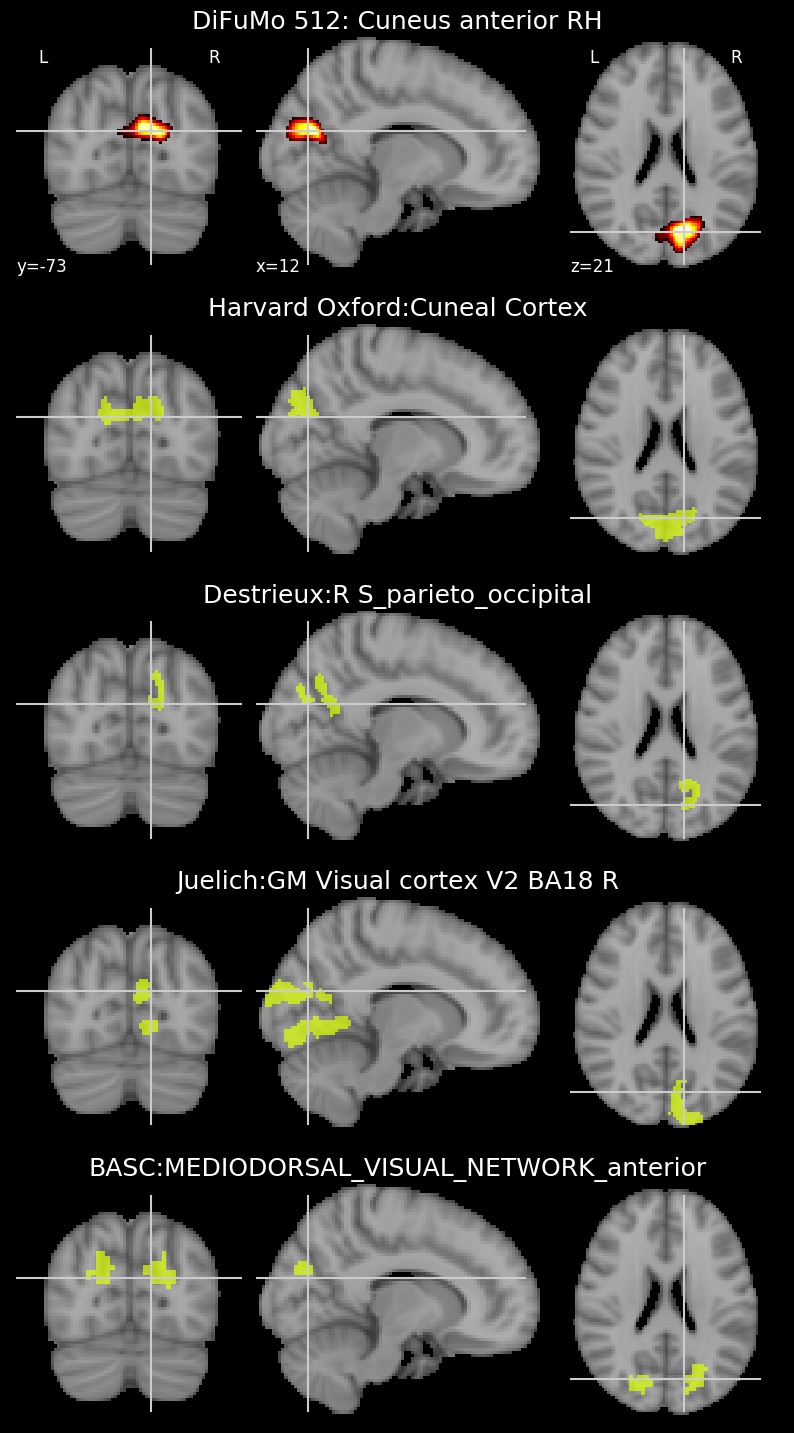 DiFuMo 512: Cuneus anterior RH
L R L R
y=-73 x=12 z=21
Harvard Oxford:Cuneal Cortex
Destrieux:R S_parieto_occipital
Juelich:GM Visual cortex V2 BA18 R
BASC:MEDIODORSAL_VISUAL_NETWORK_anterior